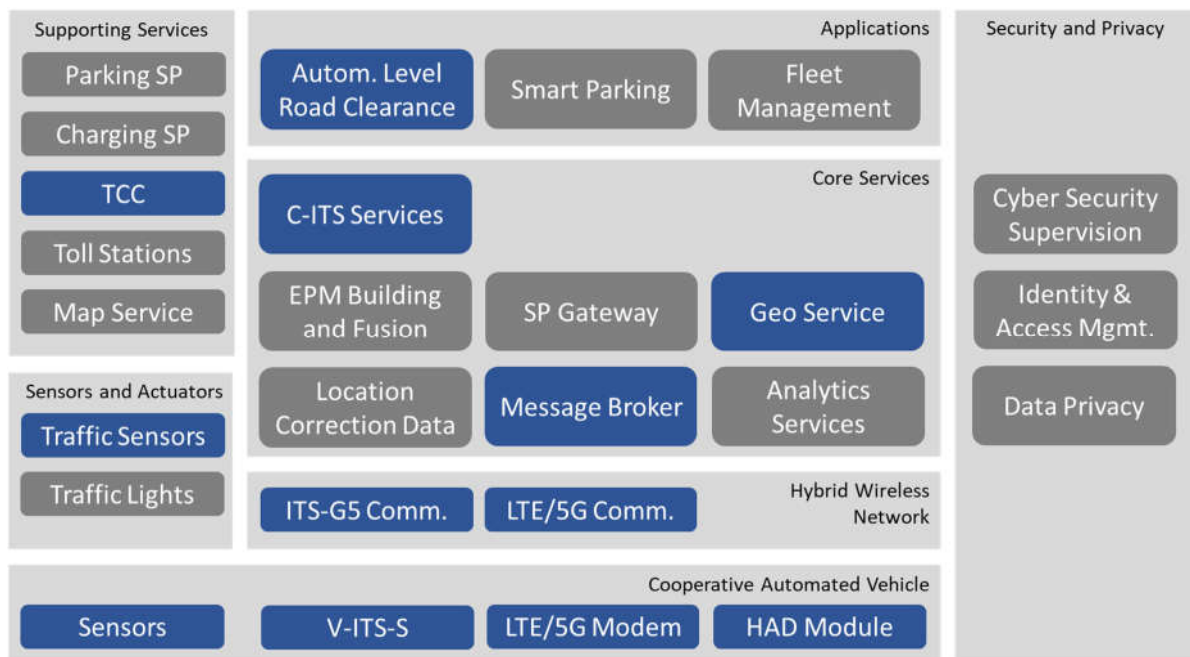 Supporting Services
Parking SP
Charging SP
TCC
Toll Stations
Map Service
Sensors and Actuators
Traffic Sensors
Traffic Lights
Applications
Autom. Level
Road Clearance
Smart Parking
Fleet
Management
Core Services
C-ITS Services
EPM Building
and Fusion
SP Gateway
Geo Service
Location
Correction Data
Message Broker
Analytics
Services
Hybrid Wireless
Network
ITS-G5 Comm.
LTE/5G Comm.
Cooperative Automated Vehicle
Sensors
V-ITS-S
LTE/5G Modem
HAD Module
Security and Privacy
Cyber Security
Supervision
Identity &
Access Mgmt.
Data Privacy